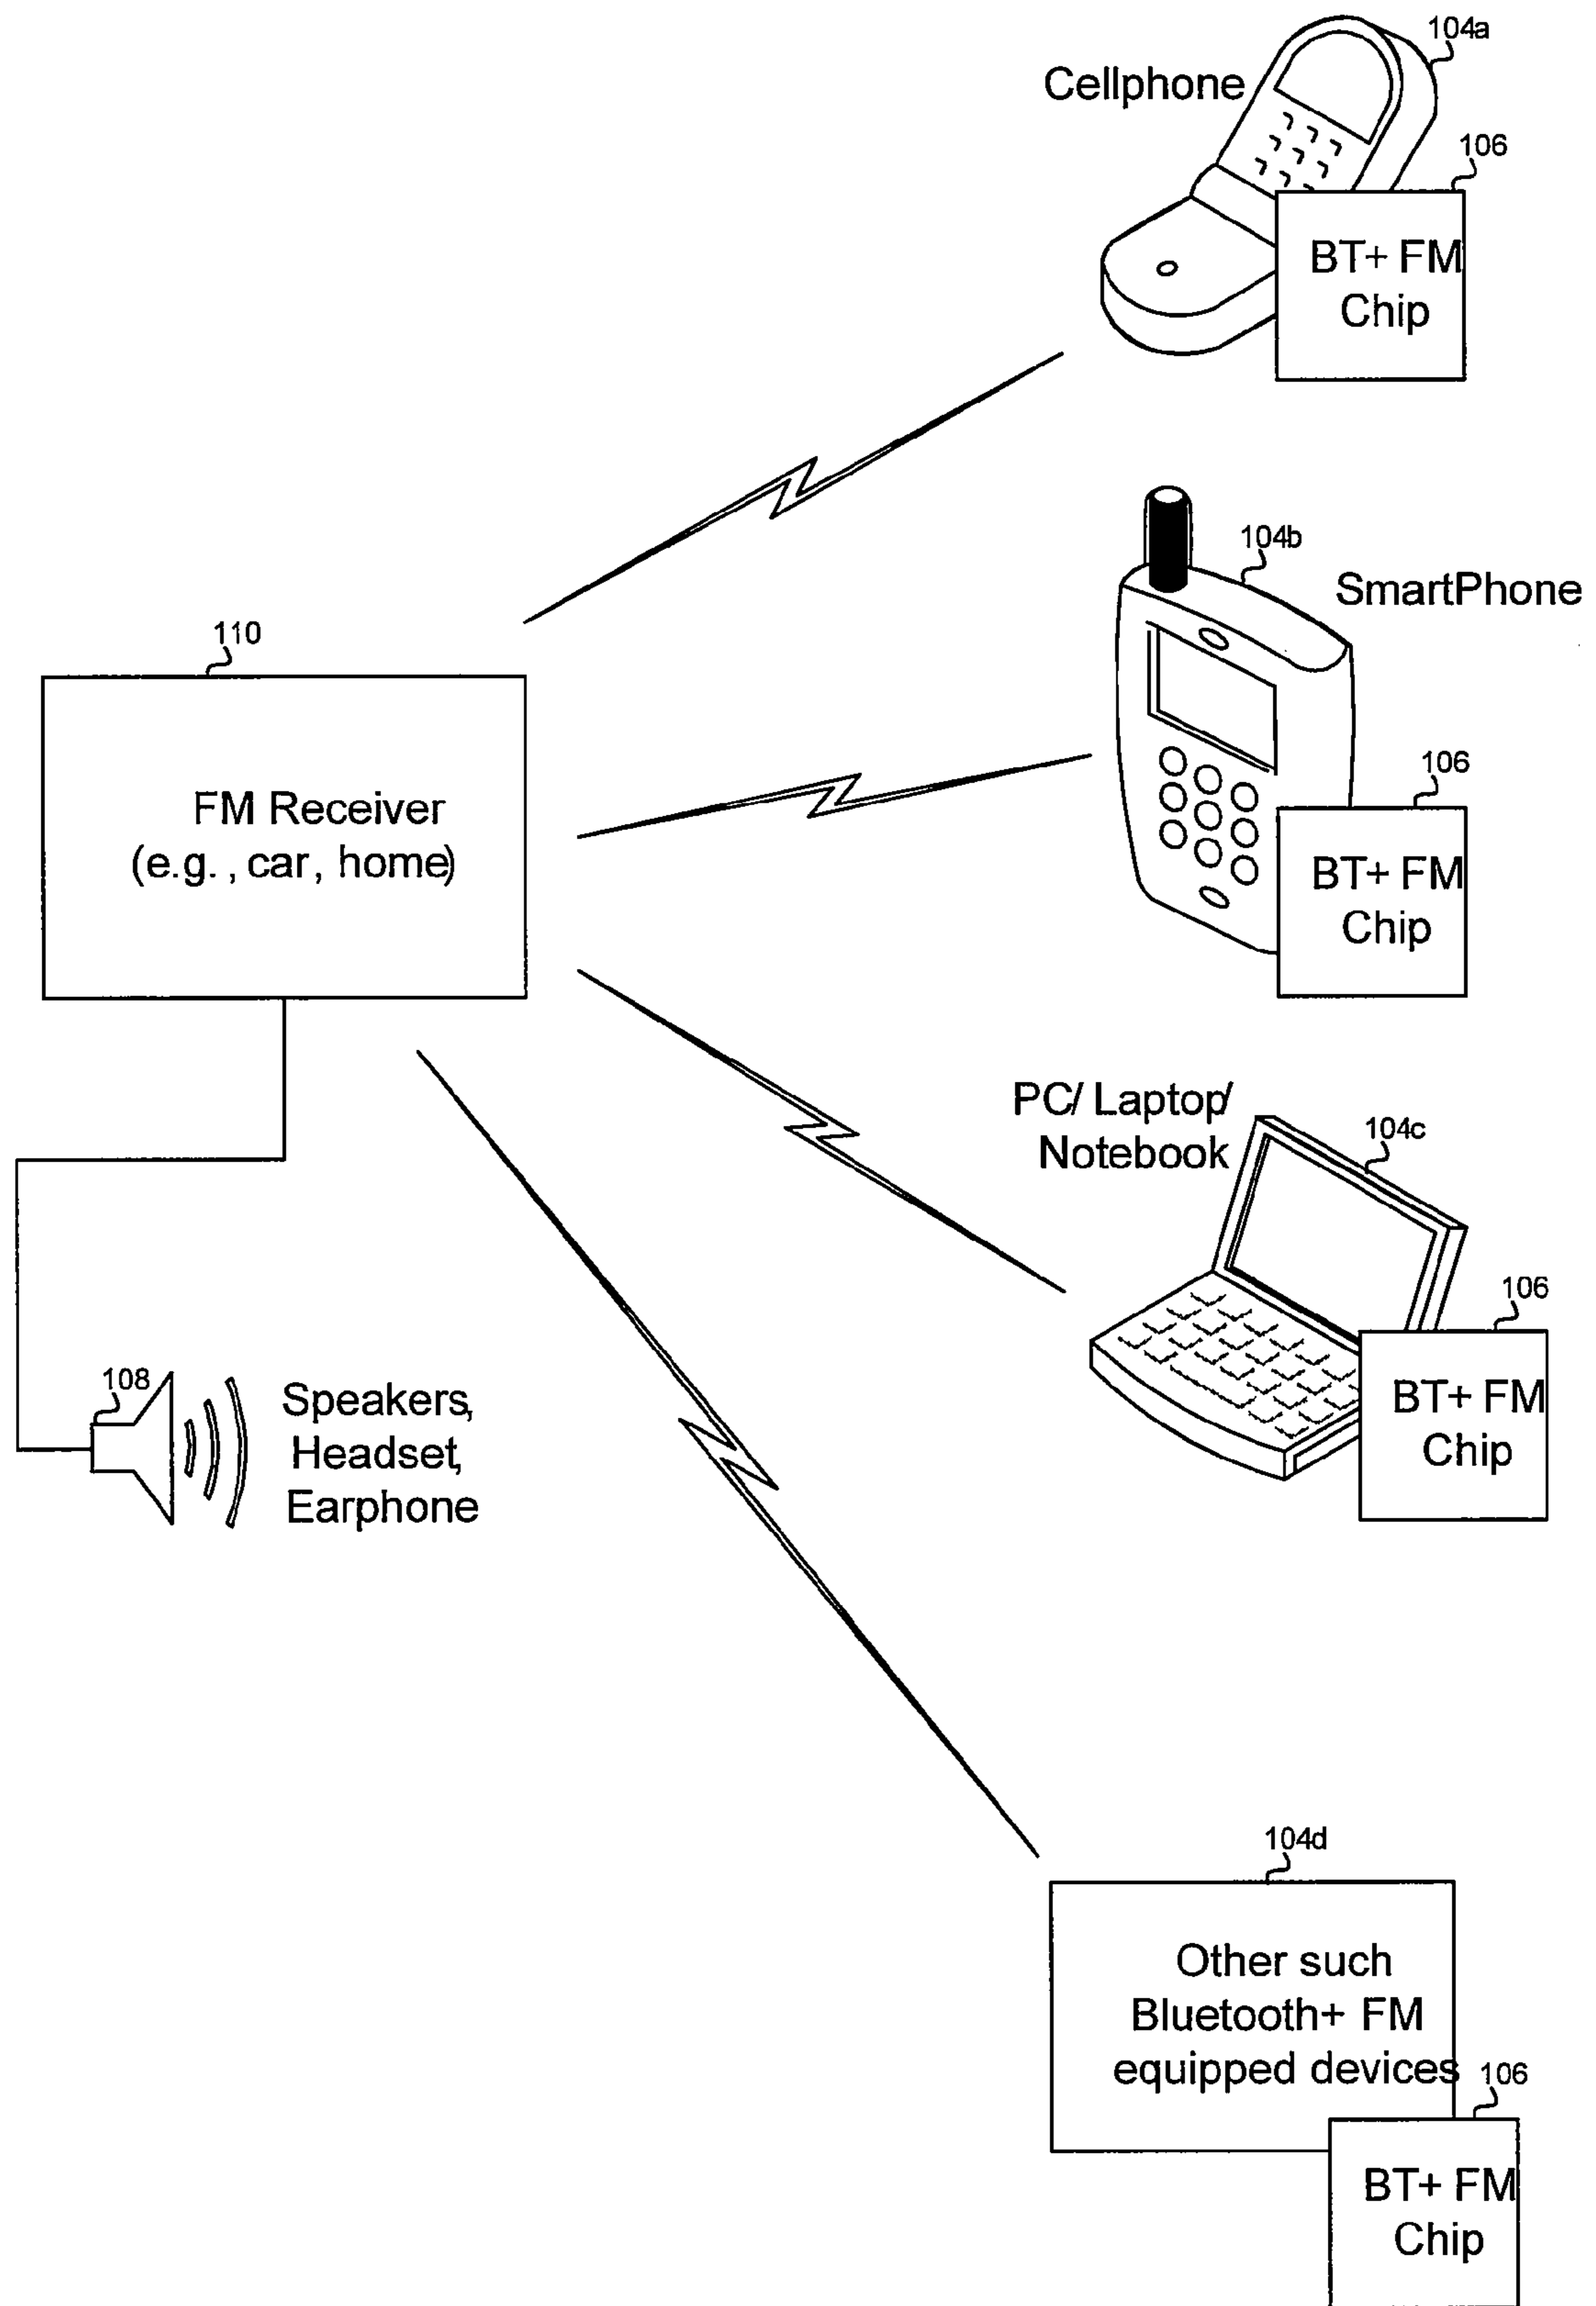 104a
Cellphone
106
BT+ FM
Chip
104b
SmartPhone
110
FM Receiver
(e.g., car, home)
106
BT+ FM
Chip
PC/ Laptop/
Notebook
104c
106
BT+ FM
Chip
108
Speakers,
Headset,
Earphone
104d
Other such
Bluetooth+ FM
equipped devices
106
BT+ FM
Chip